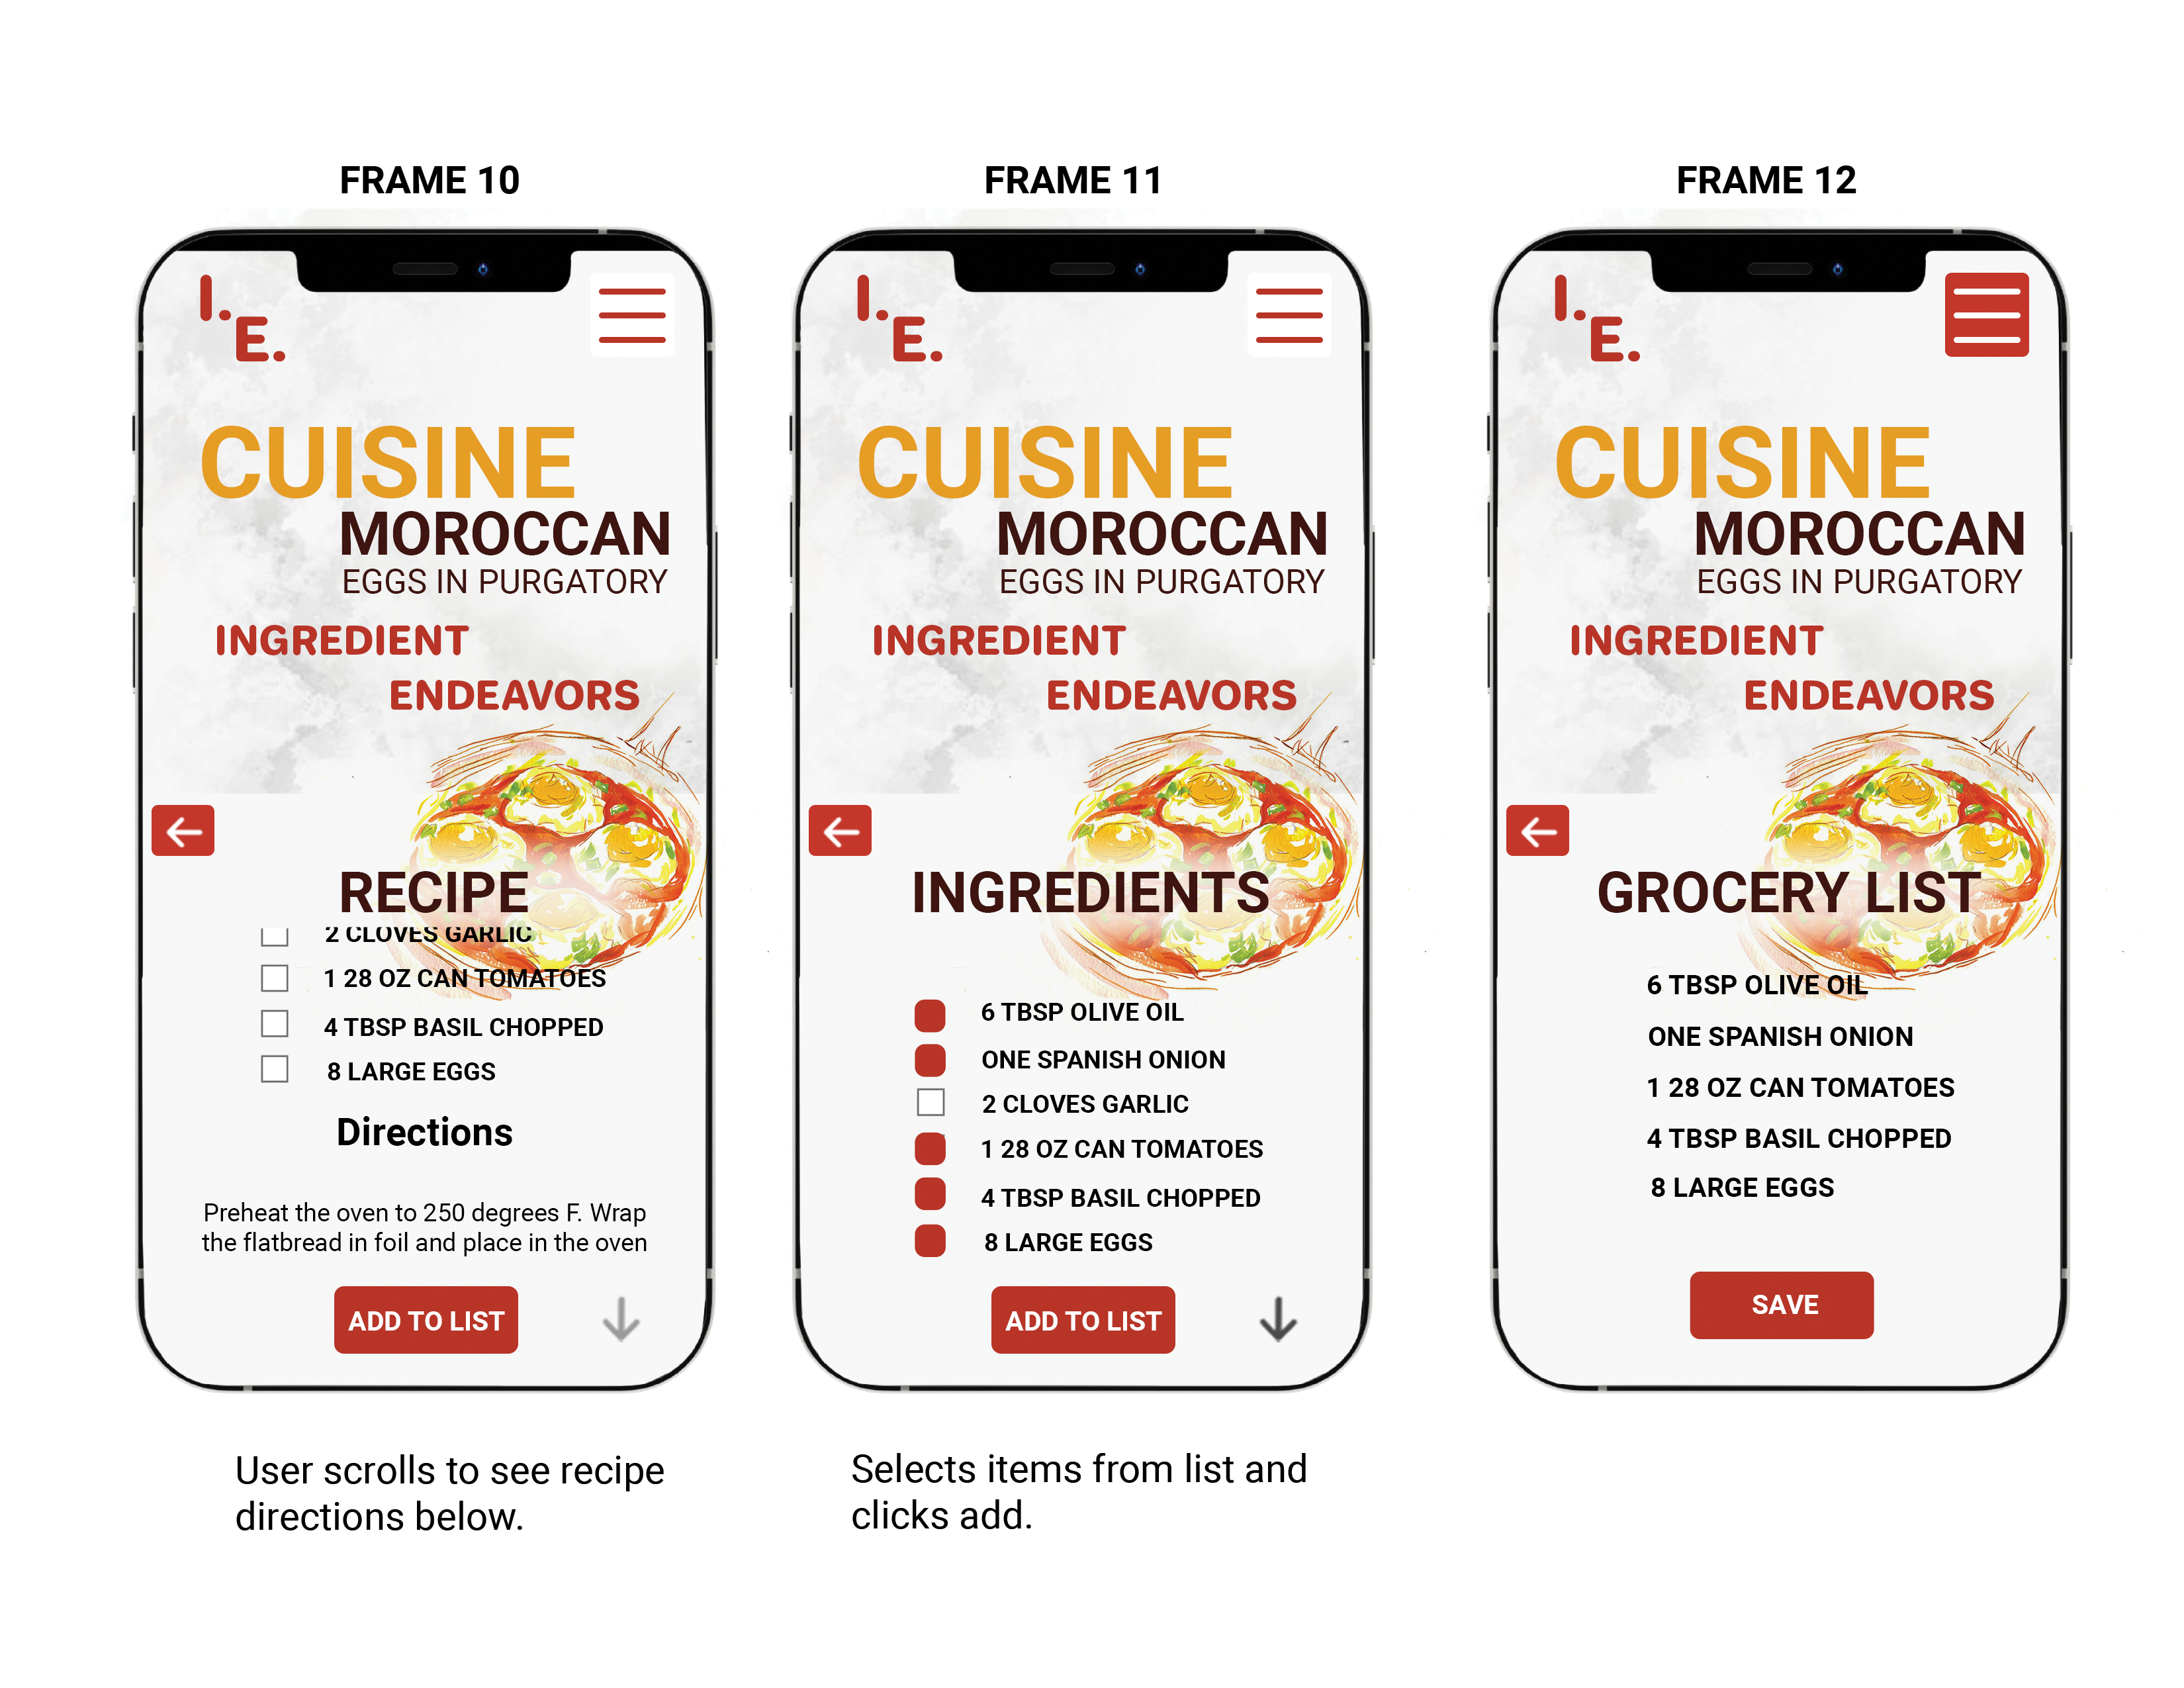 FRAME 10
I.
E.
CUISINE
MOROCCAN
EGGS IN PURGATORY
INGREDIENT
ENDEAVORS
RECIPE
2 CLOVES GARLIC
1 28 OZ CAN TOMATOES
4 TBSP BASIL CHOPPED
8 LARGE EGGS
Directions
Preheat the oven to 250 degrees F. Wrap
the flatbread in foil and place in the oven
ADD TO LIST
User scrolls to see recipe
directions below.
FRAME 11
I.
E.
CUISINE
MOROCCAN
EGGS IN PURGATORY
INGREDIENT
ENDEAVORS
INGREDIENTS
6 TBSP OLIVE OIL
ONE SPANISH ONION
2 CLOVES GARLIC
1 28 OZ CAN TOMATOES
4 TBSP BASIL CHOPPED
8 LARGE EGGS
ADD TO LIST
Selects items from list and
clicks add.
FRAME 12
I.
E.
CUISINE
MOROCCAN
EGGS IN PURGATORY
INGREDIENT
ENDEAVORS
GROCERY LIST
6 TBSP OLIVE OIL
ONE SPANISH ONION
1 28 OZ CAN TOMATOES
4 TBSP BASIL CHOPPED
8 LARGE EGGS
SAVE